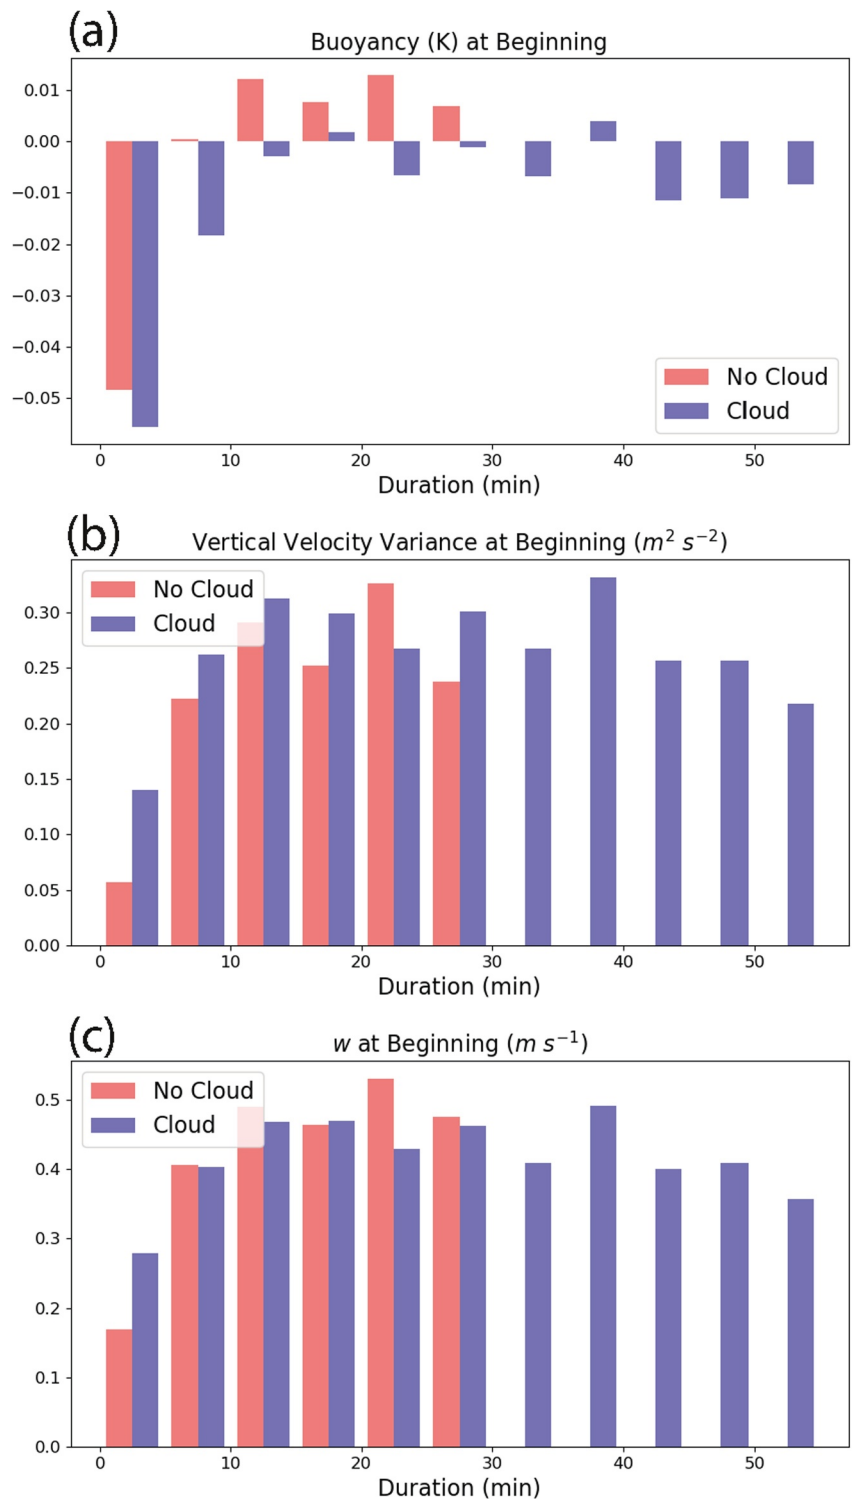 (a)
Buoyancy (K) at Beginning
0.01
0.00
−0.01
−0.02
−0.03
−0.04
−0.05
No Cloud
Cloud
0 10 20 30 40 50
Duration (min)
(b)
Vertical Velocity Variance at Beginning (m² s⁻²)
No Cloud
Cloud
0.30
0.25
0.20
0.15
0.10
0.05
0.00
0 10 20 30 40 50
Duration (min)
(c)
w at Beginning (m s⁻¹)
No Cloud
Cloud
0.5
0.4
0.3
0.2
0.1
0.0
0 10 20 30 40 50
Duration (min)